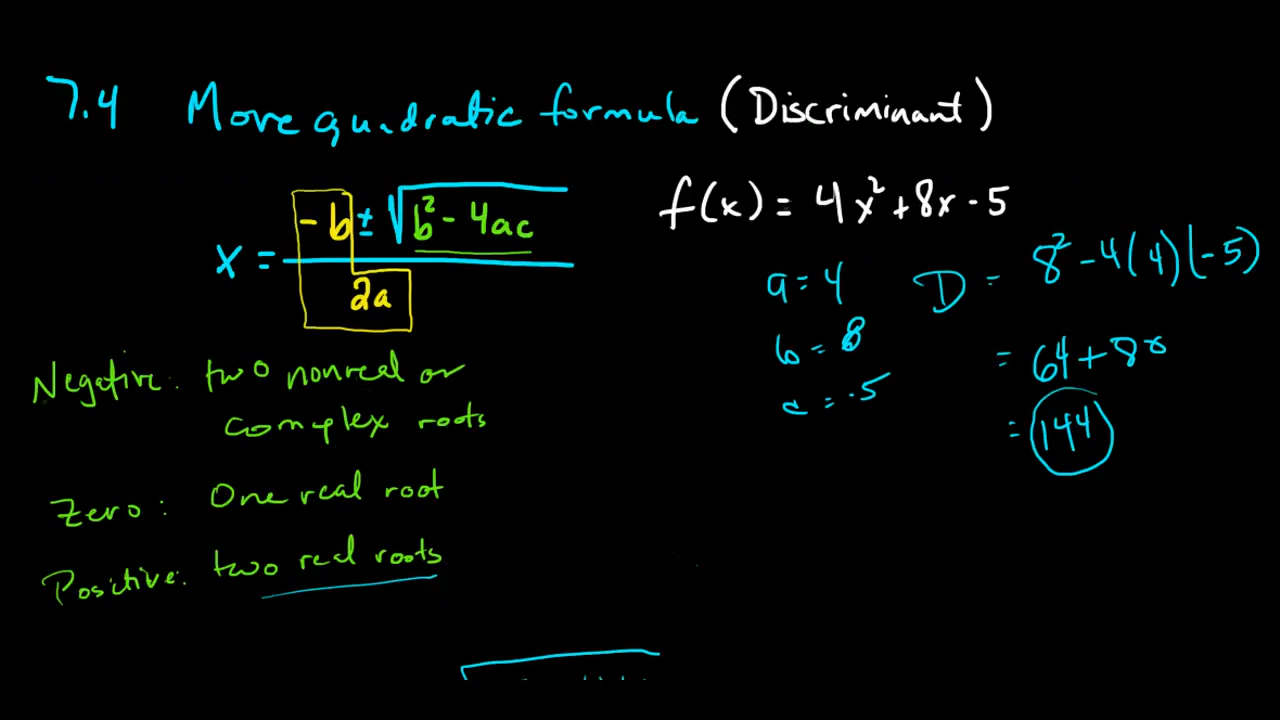 7.4 More quadratic formula (Discriminant)
x = -b ± √b² - 4ac
2a
f(x) = 4x² + 8x - 5
a = 4
b = 8
c = -5
D = 8² - 4(4)(-5)
= 64 + 80
= 144
Negative: two nonreal or
complex roots
Zero: One real root
Positive: two real roots